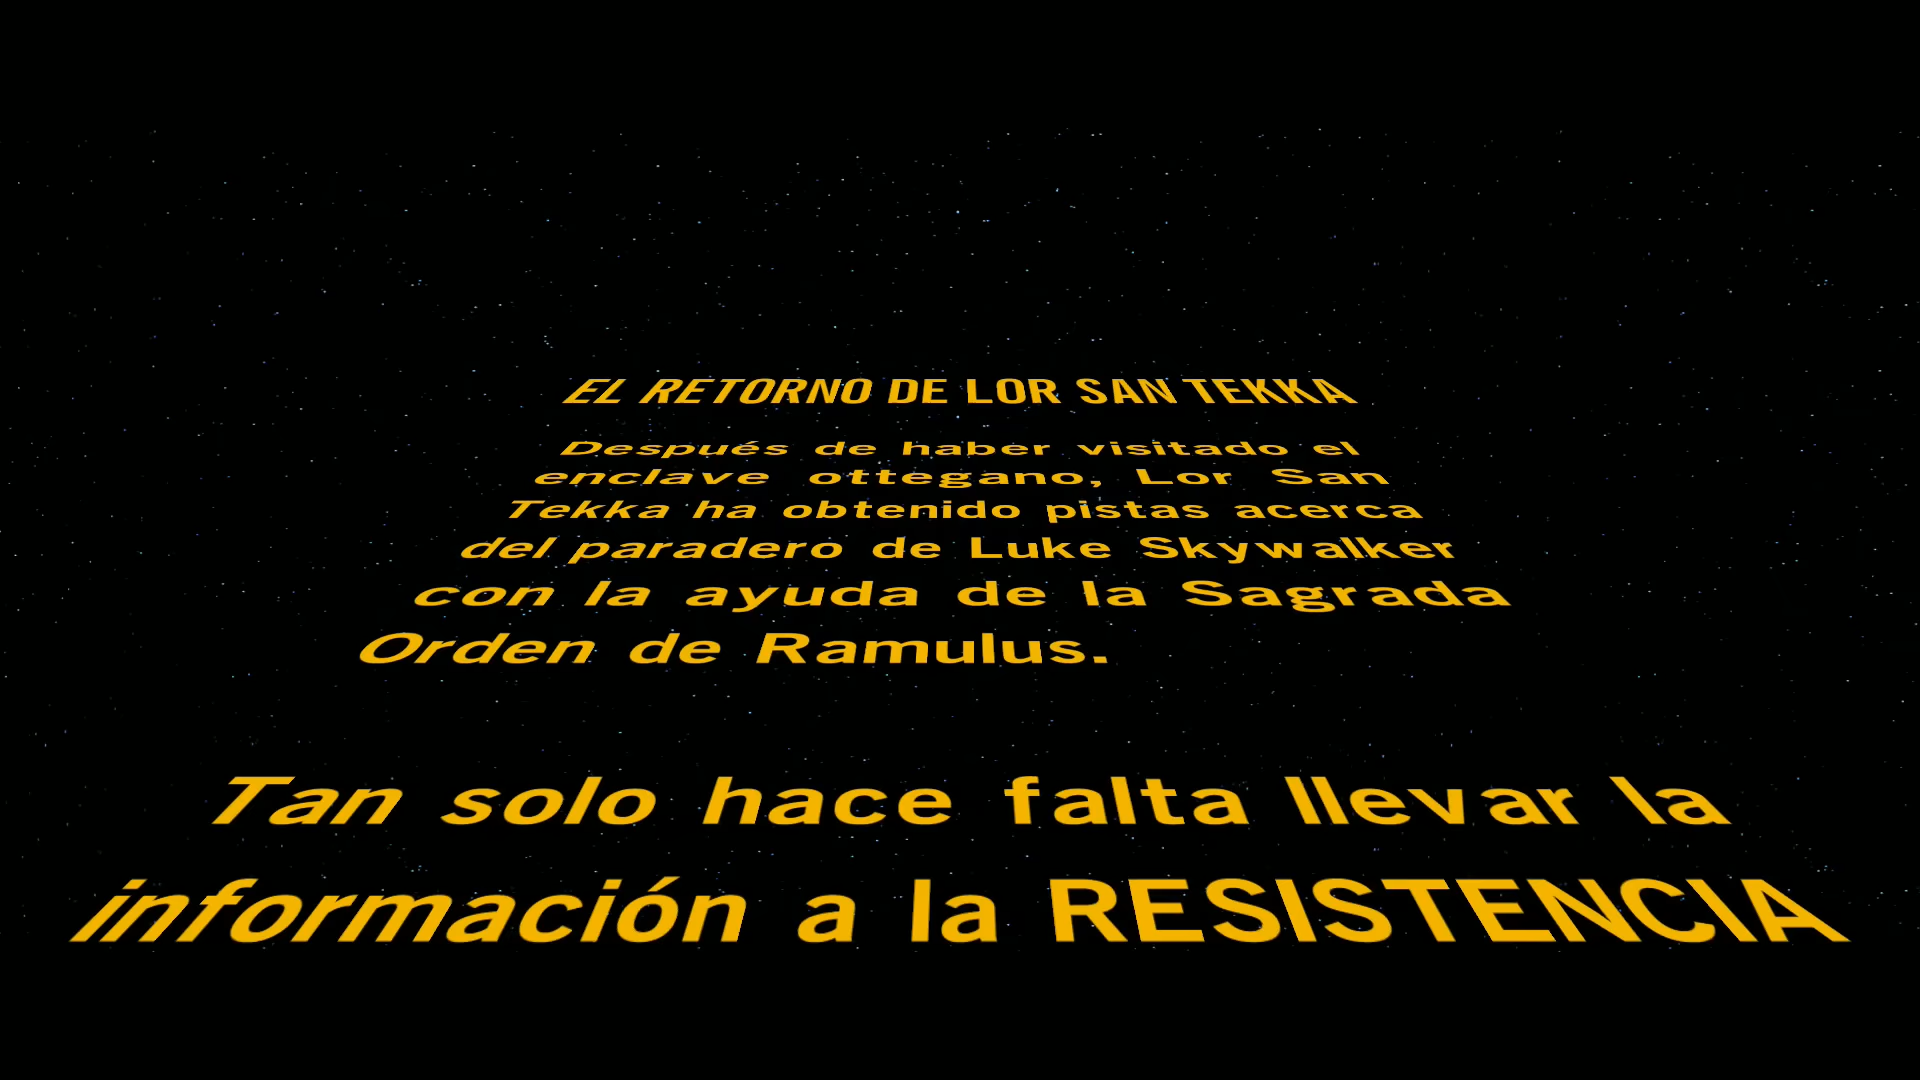 EL RETORNO DE LOR SAN TEKKA
Después de haber visitado el
enclave ottegano, Lor San
Tekka ha obtenido pistas acerca
del paradero de Luke Skywalker
con la ayuda de la Sagrada
Orden de Ramulus.
Tan solo hace falta llevar la
información a la RESISTENCIA